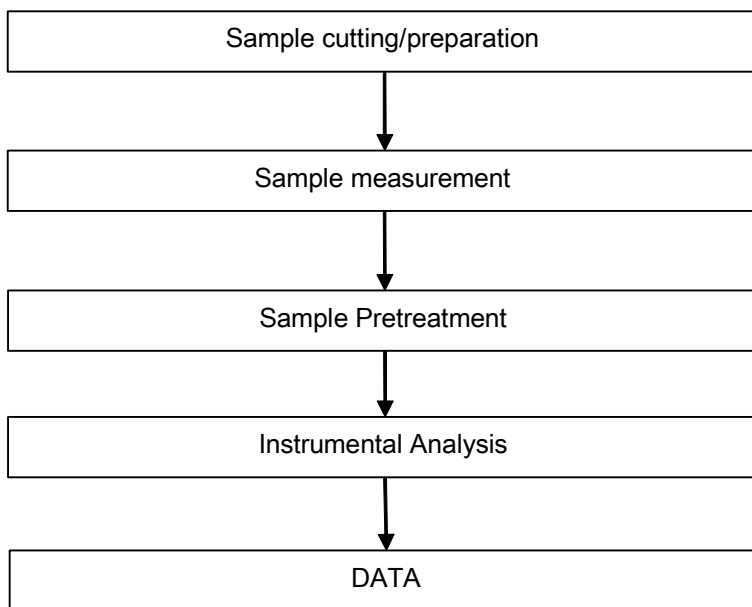 Sample cutting/preparation
Sample measurement
Sample Pretreatment
Instrumental Analysis
DATA